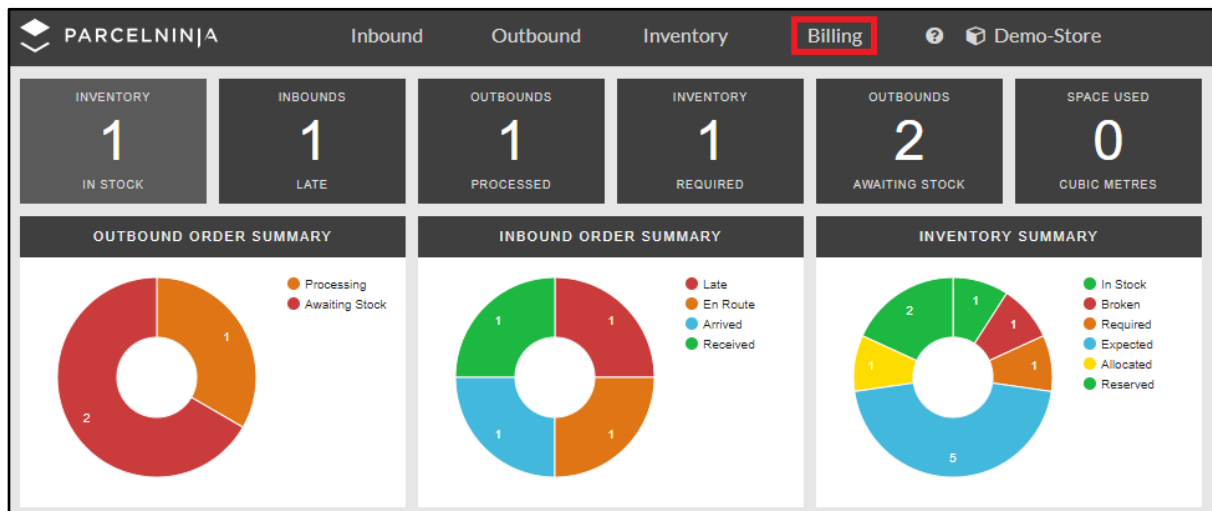 PARCELNINJA Inbound Outbound Inventory Billing ? Demo-Store
INVENTORY
1
IN STOCK
INBOUNDS
1
LATE
OUTBOUNDS
1
PROCESSED
INVENTORY
1
REQUIRED
OUTBOUNDS
2
AWAITING STOCK
SPACE USED
0
CUBIC METRES
OUTBOUND ORDER SUMMARY
Processing
Awaiting Stock
1
2
INBOUND ORDER SUMMARY
Late
En Route
Arrived
Received
1
1
1
1
INVENTORY SUMMARY
In Stock
Broken
Required
Expected
Allocated
Reserved
1
1
1
5
1
2